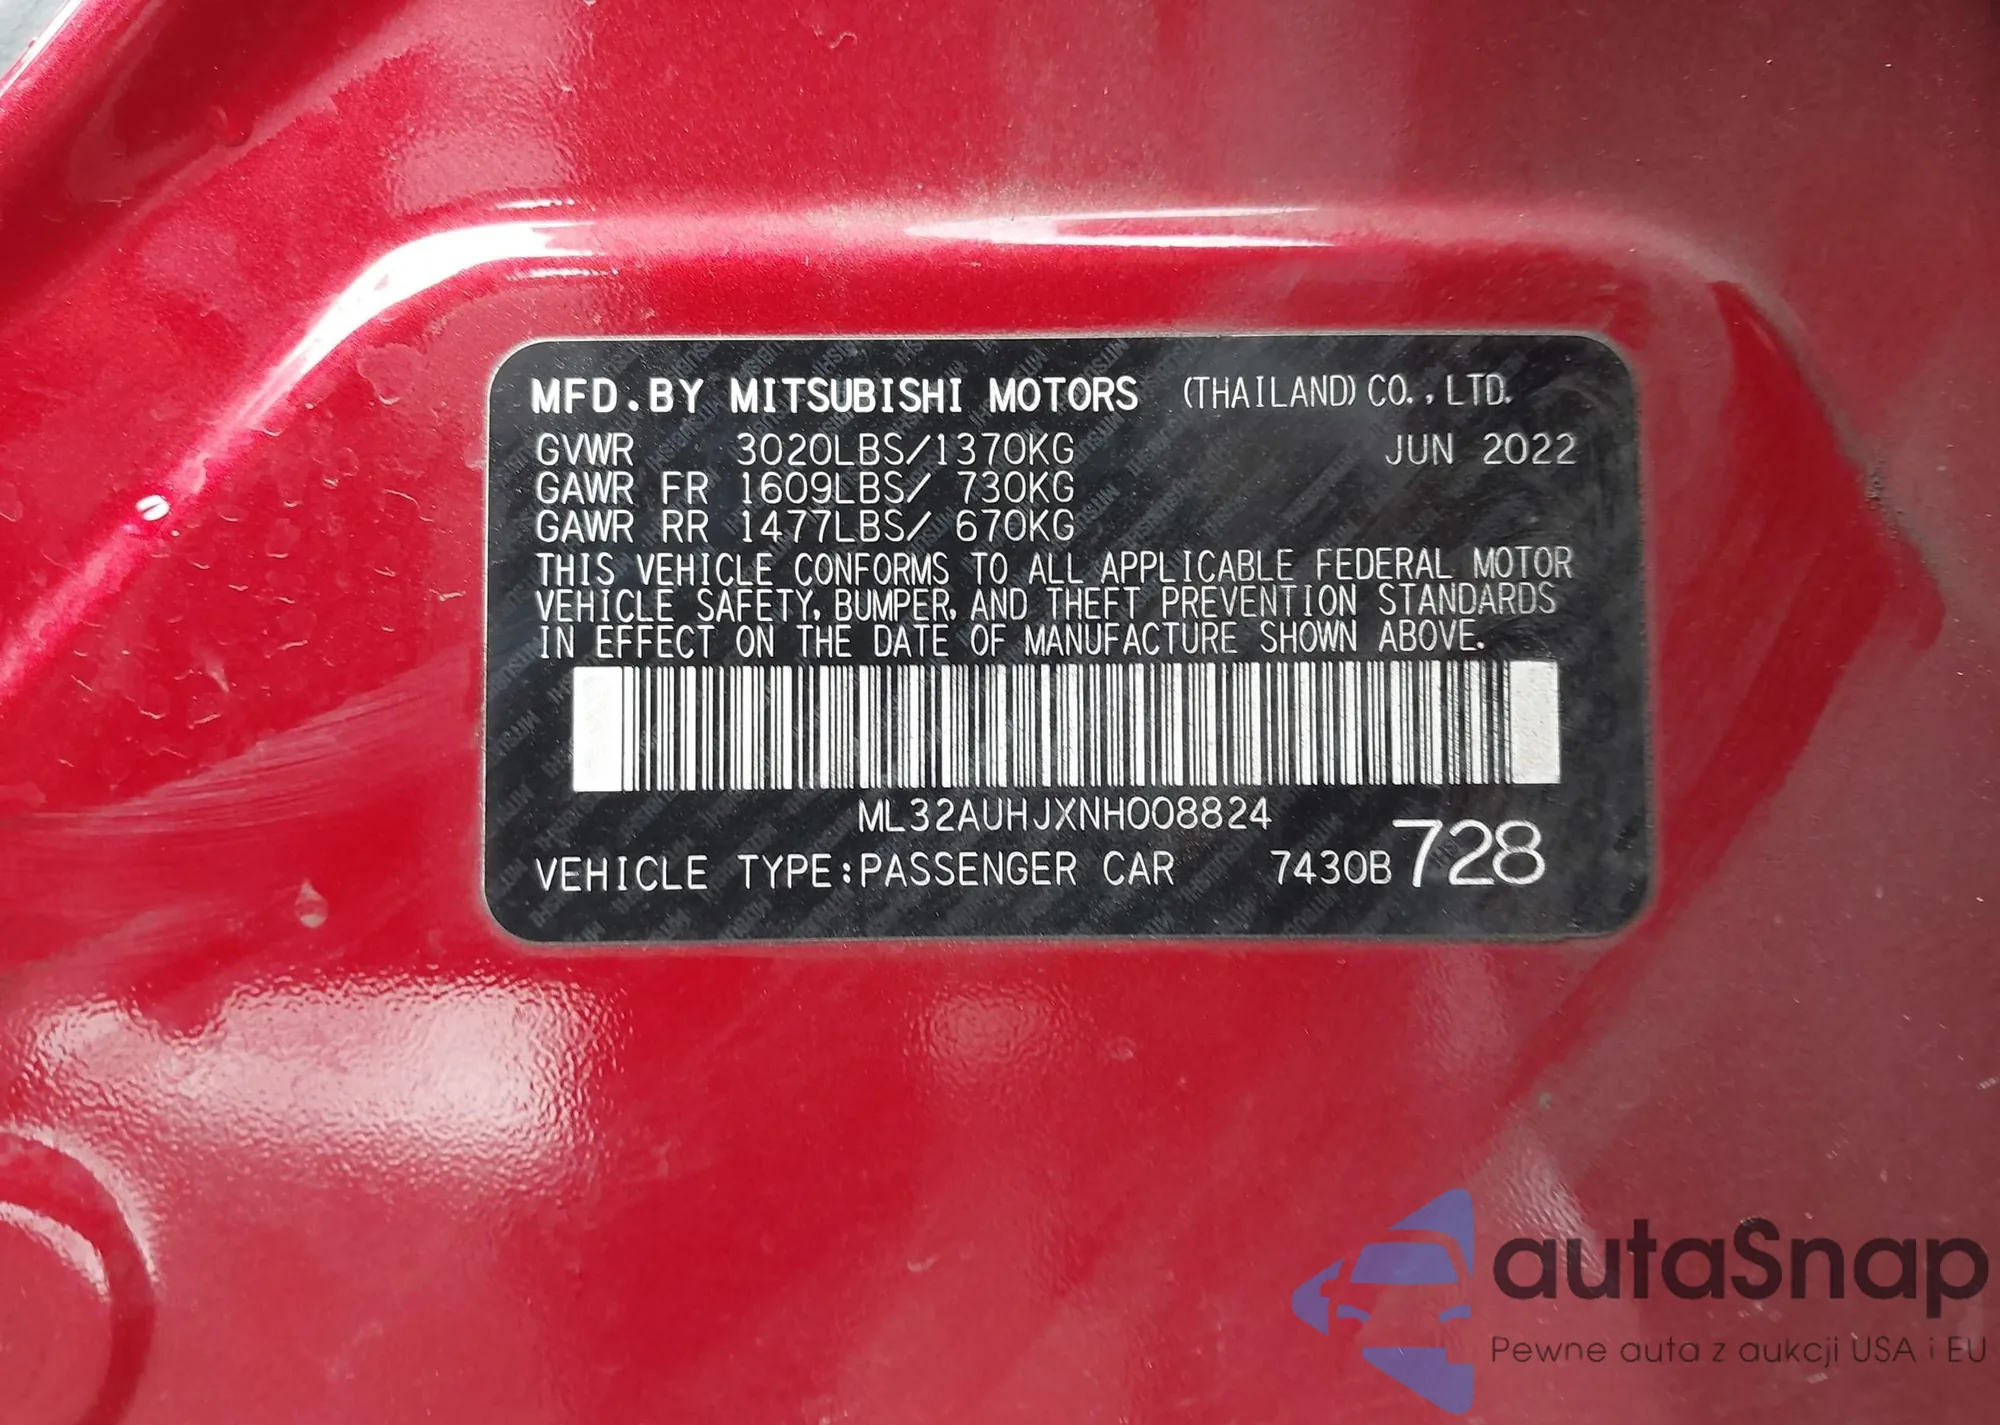 MFD.BY MITSUBISHI MOTORS (THAILAND) CO.,LTD.
GVWR 3020LBS/1370KG JUN 2022
GAWR FR 1609LBS/ 730KG
GAWR RR 1477LBS/ 670KG
THIS VEHICLE CONFORMS TO ALL APPLICABLE FEDERAL MOTOR
VEHICLE SAFETY, BUMPER, AND THEFT PREVENTION STANDARDS
IN EFFECT ON THE DATE OF MANUFACTURE SHOWN ABOVE.
ML32AUHJXNH008824
VEHICLE TYPE:PASSENGER CAR 7430B728
autaSnap
Pewne auta z aukcji USA i EU